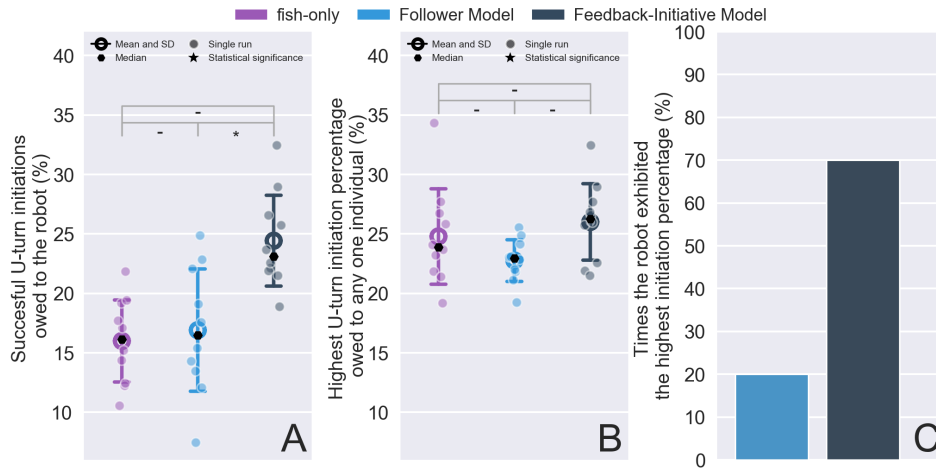 fish-only Follower Model Feedback-Initiative Model
Mean and SD Single run
Median Statistical significance
Succesful U-turn initiations
owed to the robot (%)
40
35
30
25
20
15
10
-
- *
A
Mean and SD Single run
Median Statistical significance
Highest U-turn initiation percentage
owed to any one individual (%)
40
35
30
25
20
15
10
-
- -
B
Times the robot exhibited
the highest initiation percentage (%)
100
90
80
70
60
50
40
30
20
10
0
C